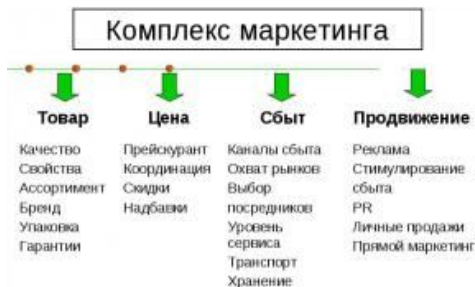 Комплекс маркетинга
Товар
Качество
Свойства
Ассортимент
Бренд
Упаковка
Гарантии
Цена
Прейскурант
Координация
Скидки
Надбавки
Сбыт
Каналы сбыта
Охват рынков
Выбор
посредников
Уровень
сервиса
Транспорт
Хранение
Продвижение
Реклама
Стимулирование
сбыта
PR
Личные продажи
Прямой маркетинг